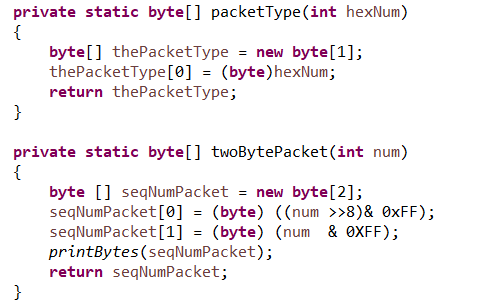 private static byte[] packetType(int hexNum)
{
    byte[] thePacketType = new byte[1];
    thePacketType[0] = (byte)hexNum;
    return thePacketType;
}

private static byte[] twoBytePacket(int num)
{
    byte [] seqNumPacket = new byte[2];
    seqNumPacket[0] = (byte) ((num >>8)& 0xFF);
    seqNumPacket[1] = (byte) (num  & 0XFF);
    printBytes(seqNumPacket);
    return seqNumPacket;
}